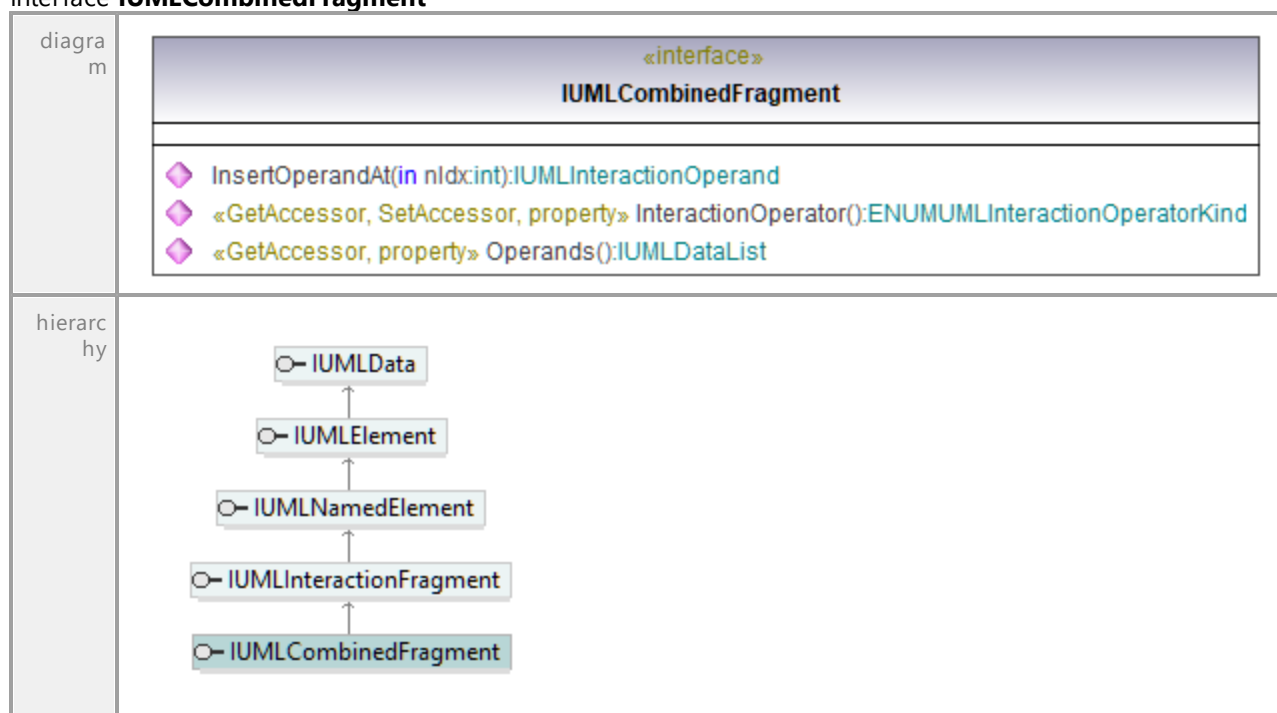 interface IUMLCombinedFragment
diagra
m
«interface»
IUMLCombinedFragment
InsertOperandAt(in nIdx:int):IUMLInteractionOperand
«GetAccessor, SetAccessor, property» InteractionOperator():ENUMUMLInteractionOperatorKind
«GetAccessor, property» Operands():IUMLDataList
hierarc
hy
IUMLData
IUMLElement
IUMLNamedElement
IUMLInteractionFragment
IUMLCombinedFragment